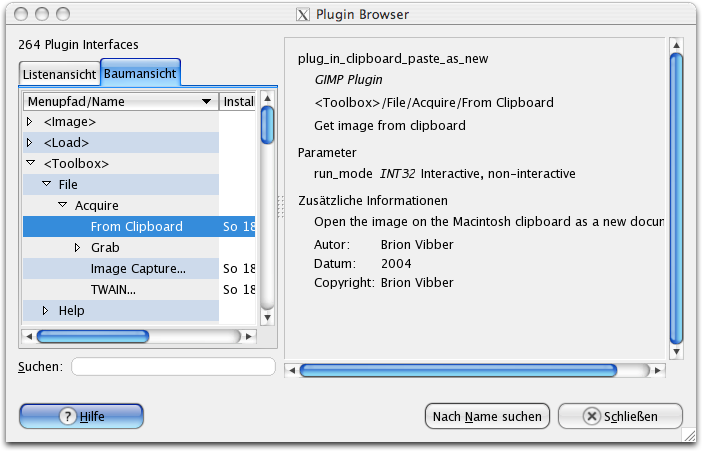 Plugin Browser
264 Plugin Interfaces
Listenansicht Baumansicht
Menupfad/Name Install
<Image>
<Load>
<Toolbox>
File
Acquire
From Clipboard So 18
Grab
Image Capture... So 18
TWAIN... So 18
Help
Suchen:
plug_in_clipboard_paste_as_new
GIMP Plugin
<Toolbox>/File/Acquire/From Clipboard
Get image from clipboard
Parameter
run_mode INT32 Interactive, non-interactive
Zusätzliche Informationen
Open the image on the Macintosh clipboard as a new docum
Autor: Brion Vibber
Datum: 2004
Copyright: Brion Vibber
Hilfe Nach Name suchen Schließen